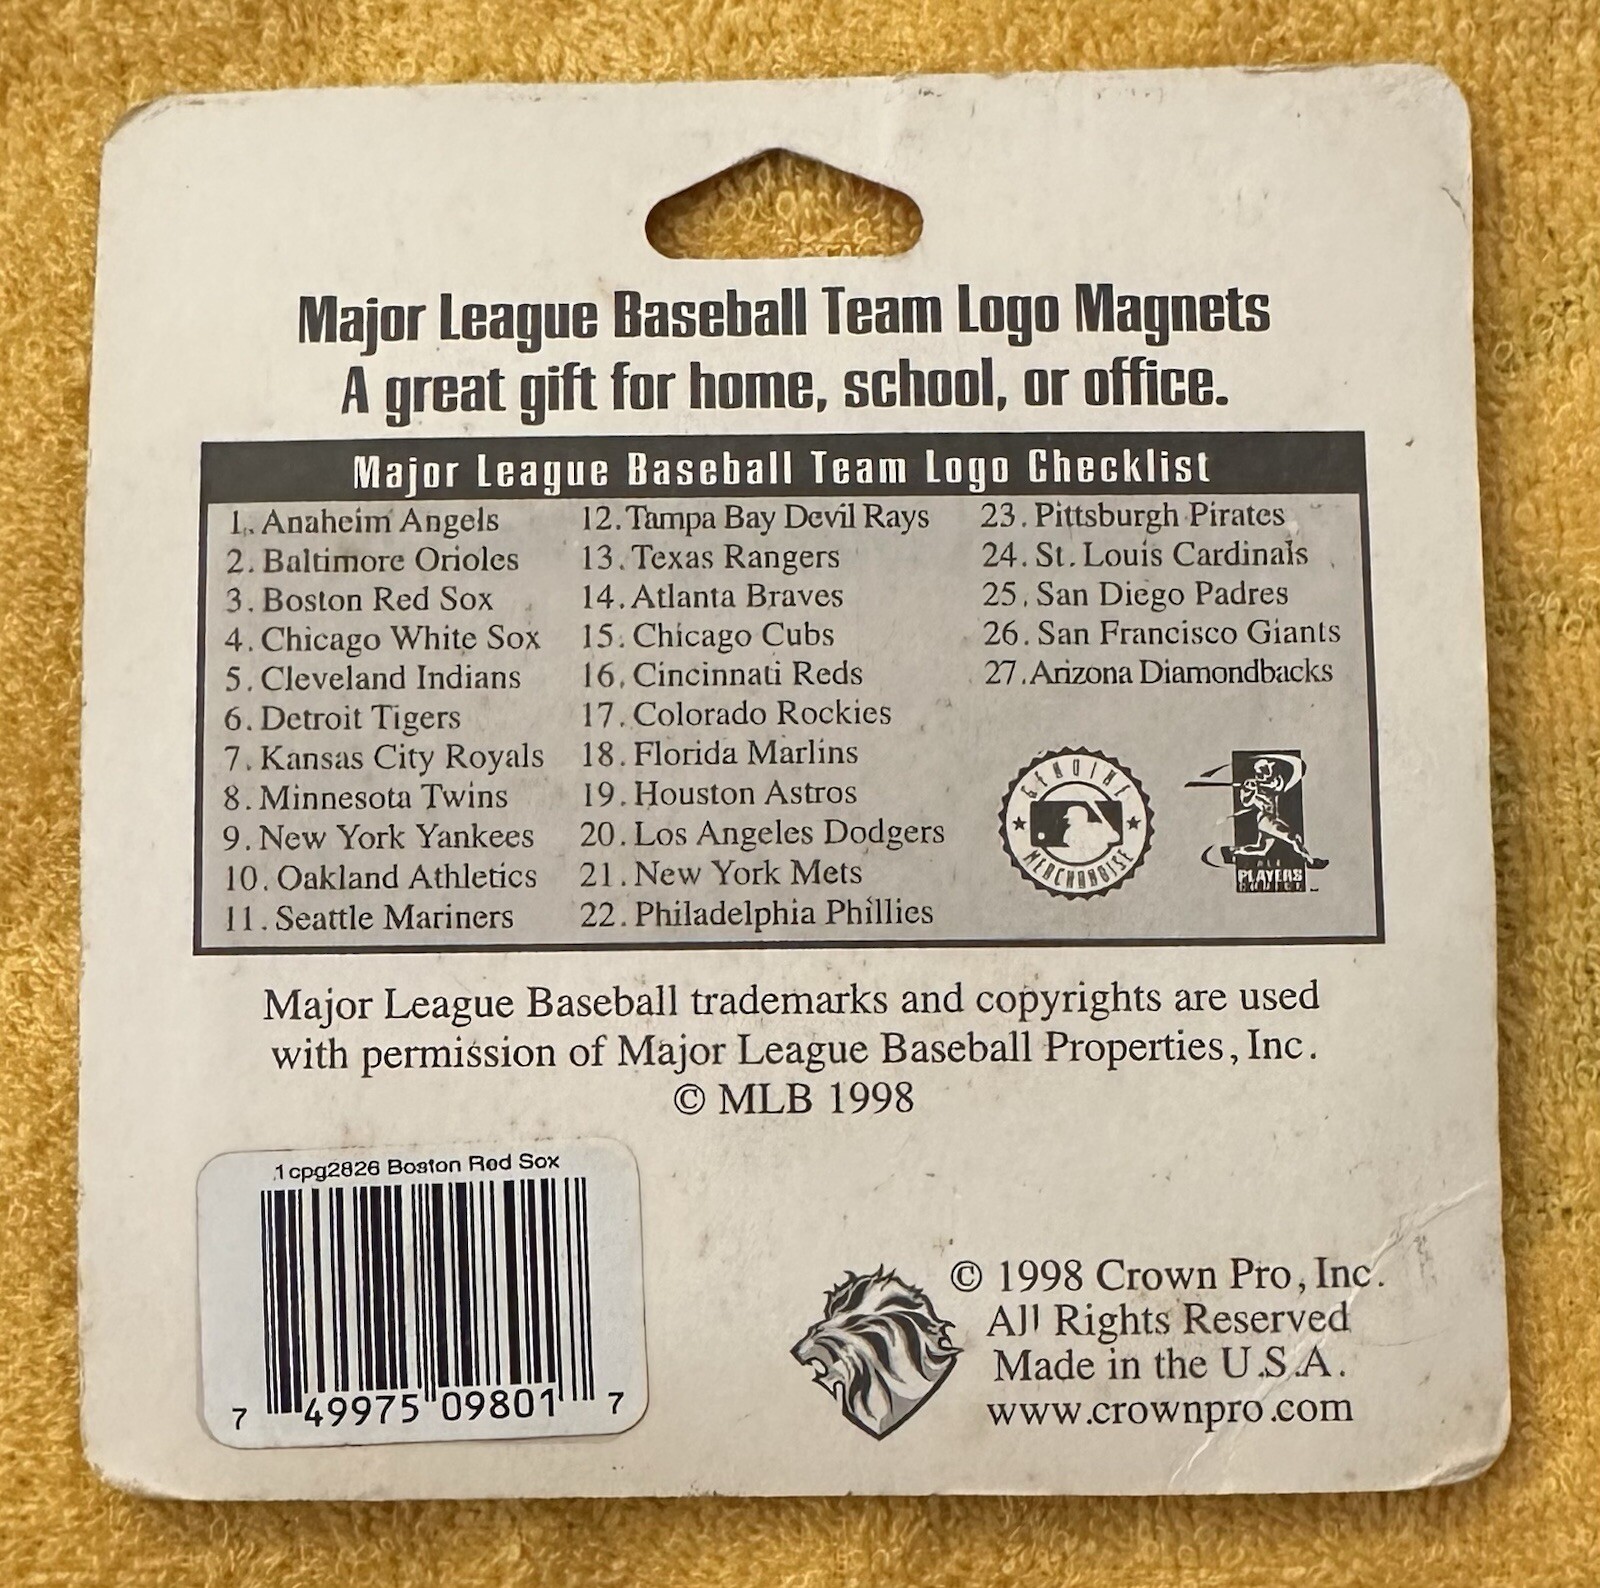 Major League Baseball Team Logo Magnets
A great gift for home, school, or office.
Major League Baseball Team Logo Checklist
1. Anaheim Angels
2. Baltimore Orioles
3. Boston Red Sox
4. Chicago White Sox
5. Cleveland Indians
6. Detroit Tigers
7. Kansas City Royals
8. Minnesota Twins
9. New York Yankees
10. Oakland Athletics
11. Seattle Mariners
12. Tampa Bay Devil Rays
13. Texas Rangers
14. Atlanta Braves
15. Chicago Cubs
16. Cincinnati Reds
17. Colorado Rockies
18. Florida Marlins
19. Houston Astros
20. Los Angeles Dodgers
21. New York Mets
22. Philadelphia Phillies
23. Pittsburgh Pirates
24. St. Louis Cardinals
25. San Diego Padres
26. San Francisco Giants
27. Arizona Diamondbacks
GENUINE
MERCHANDISE
PLAYERS
Major League Baseball trademarks and copyrights are used
with permission of Major League Baseball Properties, Inc.
© MLB 1998
1cpg2826 Boston Red Sox
7 49975 09801 7
© 1998 Crown Pro, Inc.
All Rights Reserved
Made in the U.S.A.
www.crownpro.com